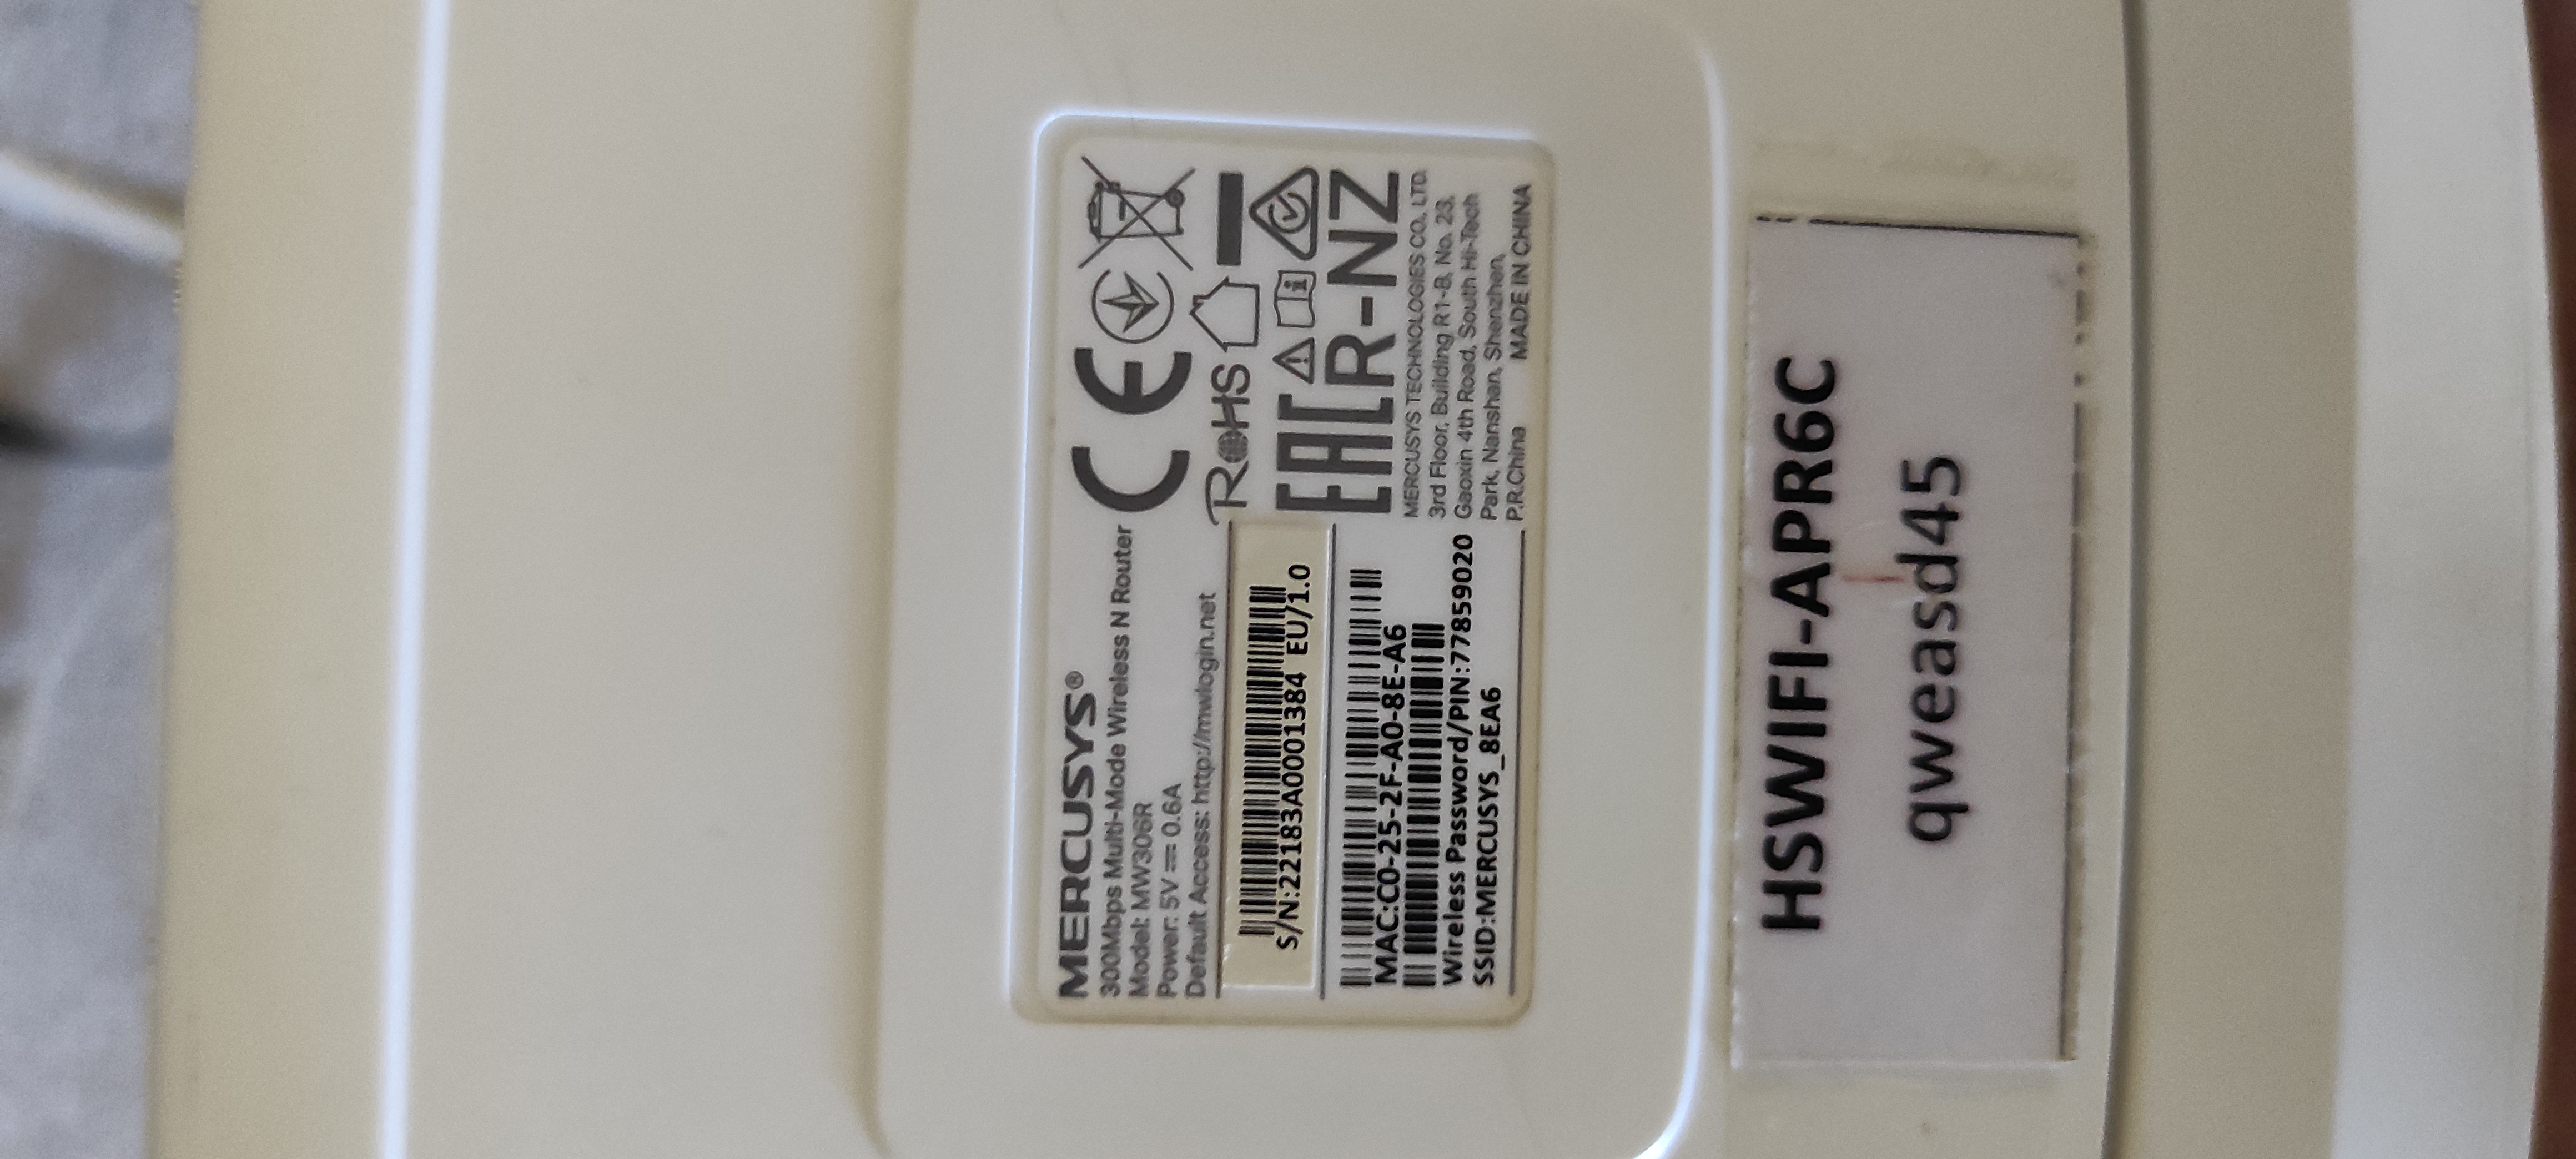 MERCUSYS®
300Mbps Multi-Mode Wireless N Router
Model: MW306R
Power: 5V ⎓ 0.6A
Default Access: http://mwlogin.net
S/N:22183A0001384 EU/1.0
MAC:C0-25-2F-A0-8E-A6
Wireless Password/PIN:77859020
SSID:MERCUSYS_8EA6
CE
RoHS
EAC
ER-NZ
MERCUSYS TECHNOLOGIES CO., LTD.
3rd Floor, Building R1-B, No. 23,
Gaoxin 4th Road, South Hi-Tech
Park, Nanshan, Shenzhen,
P.R.China MADE IN CHINA
HSWIFI-APR6C
qweasd45